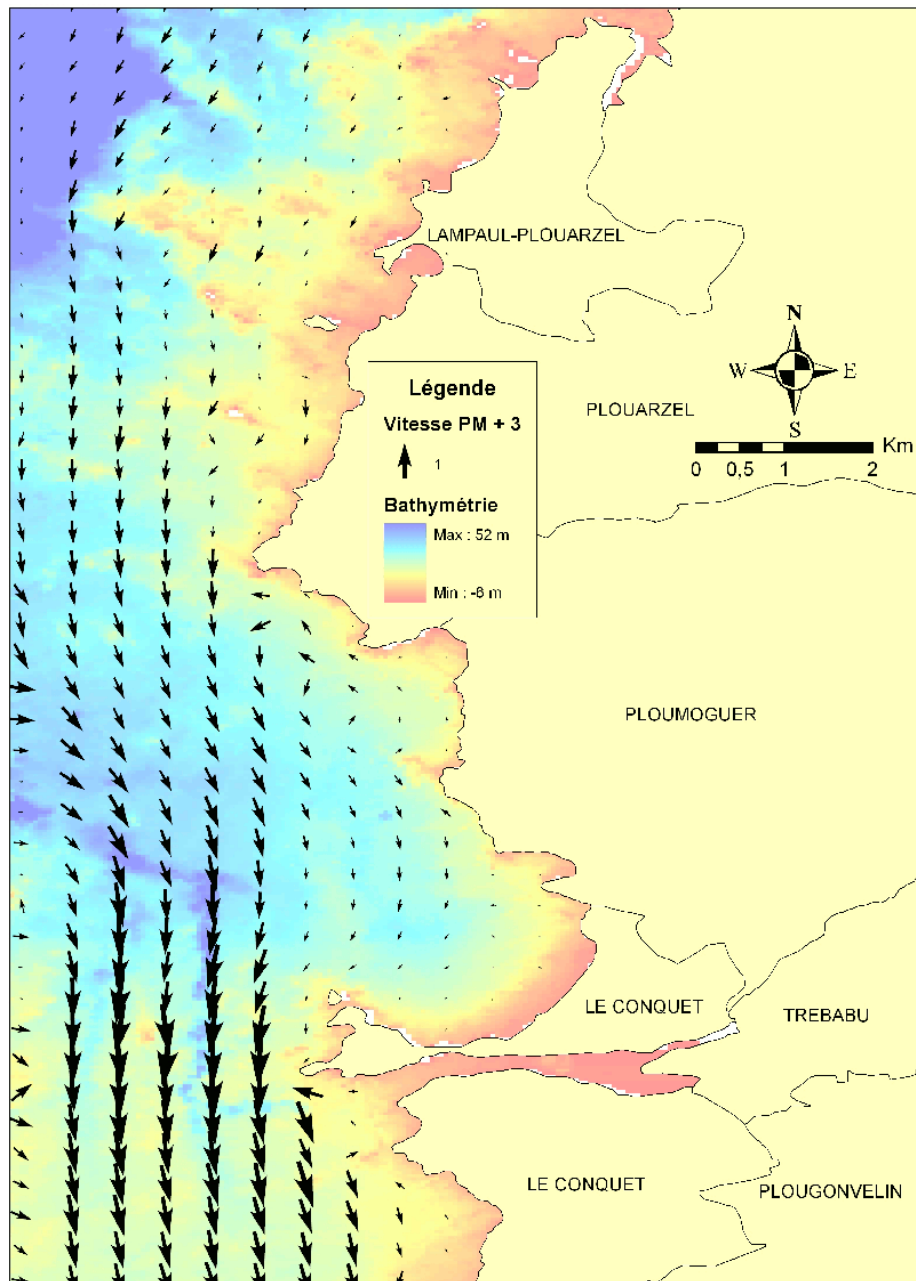 LAMPAUL-PLOUARZEL
N
W E
S
Légende
Vitesse PM + 3
1
PLOUARZEL
Km
0 0,5 1 2
Bathymétrie
Max : 52 m
Min : -6 m
PLOUMOGUER
LE CONQUET
TREBABU
LE CONQUET
PLOUGONVELIN